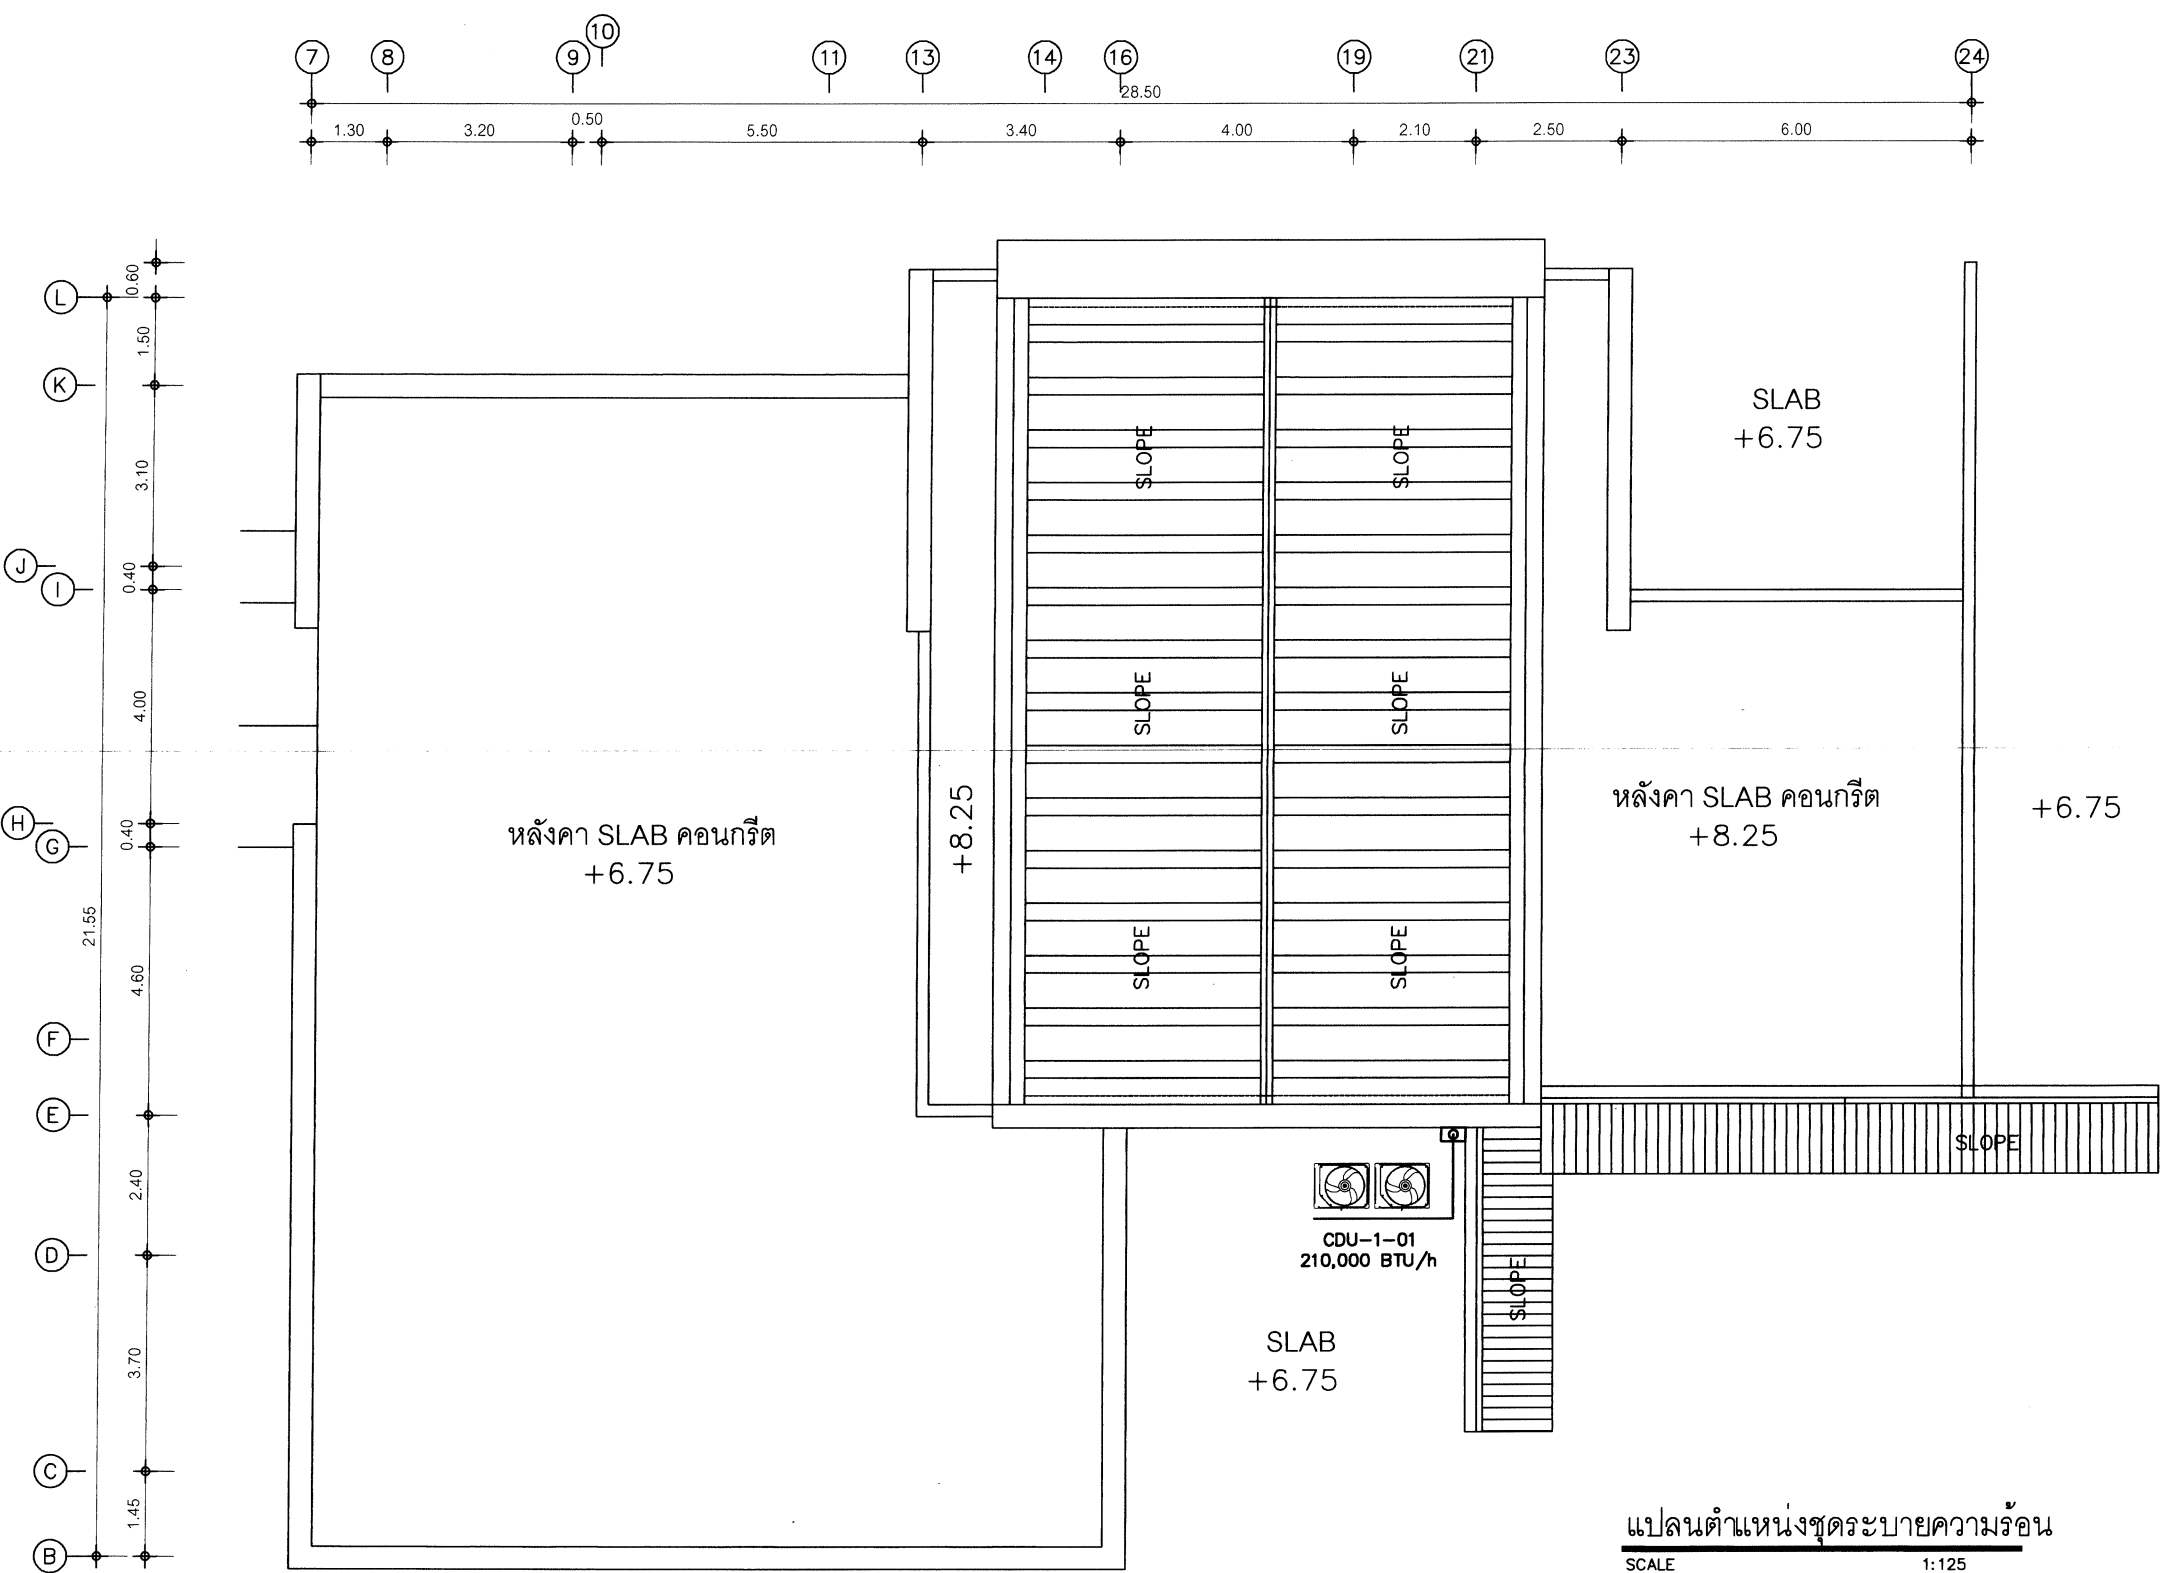 10
7 8 9 11 13 14 16 19 21 23 24
28.50
1.30 3.20 0.50 5.50 3.40 4.00 2.10 2.50 6.00
0.60
L
1.50
K
3.10
J
0.40
I
4.00
H
0.40
G
21.55
4.60
F
E
2.40
D
3.70
C
1.45
B
SLAB
+6.75
SLOPE SLOPE
SLOPE SLOPE
SLOPE SLOPE
หลังคา SLAB คอนกรีต
+6.75
+8.25
หลังคา SLAB คอนกรีต
+8.25
+6.75
SLOPE
CDU-1-01
210,000 BTU/h
SLOPE
SLAB
+6.75
แปลนตำแหน่งชุดระบายความร้อน
SCALE 1:125